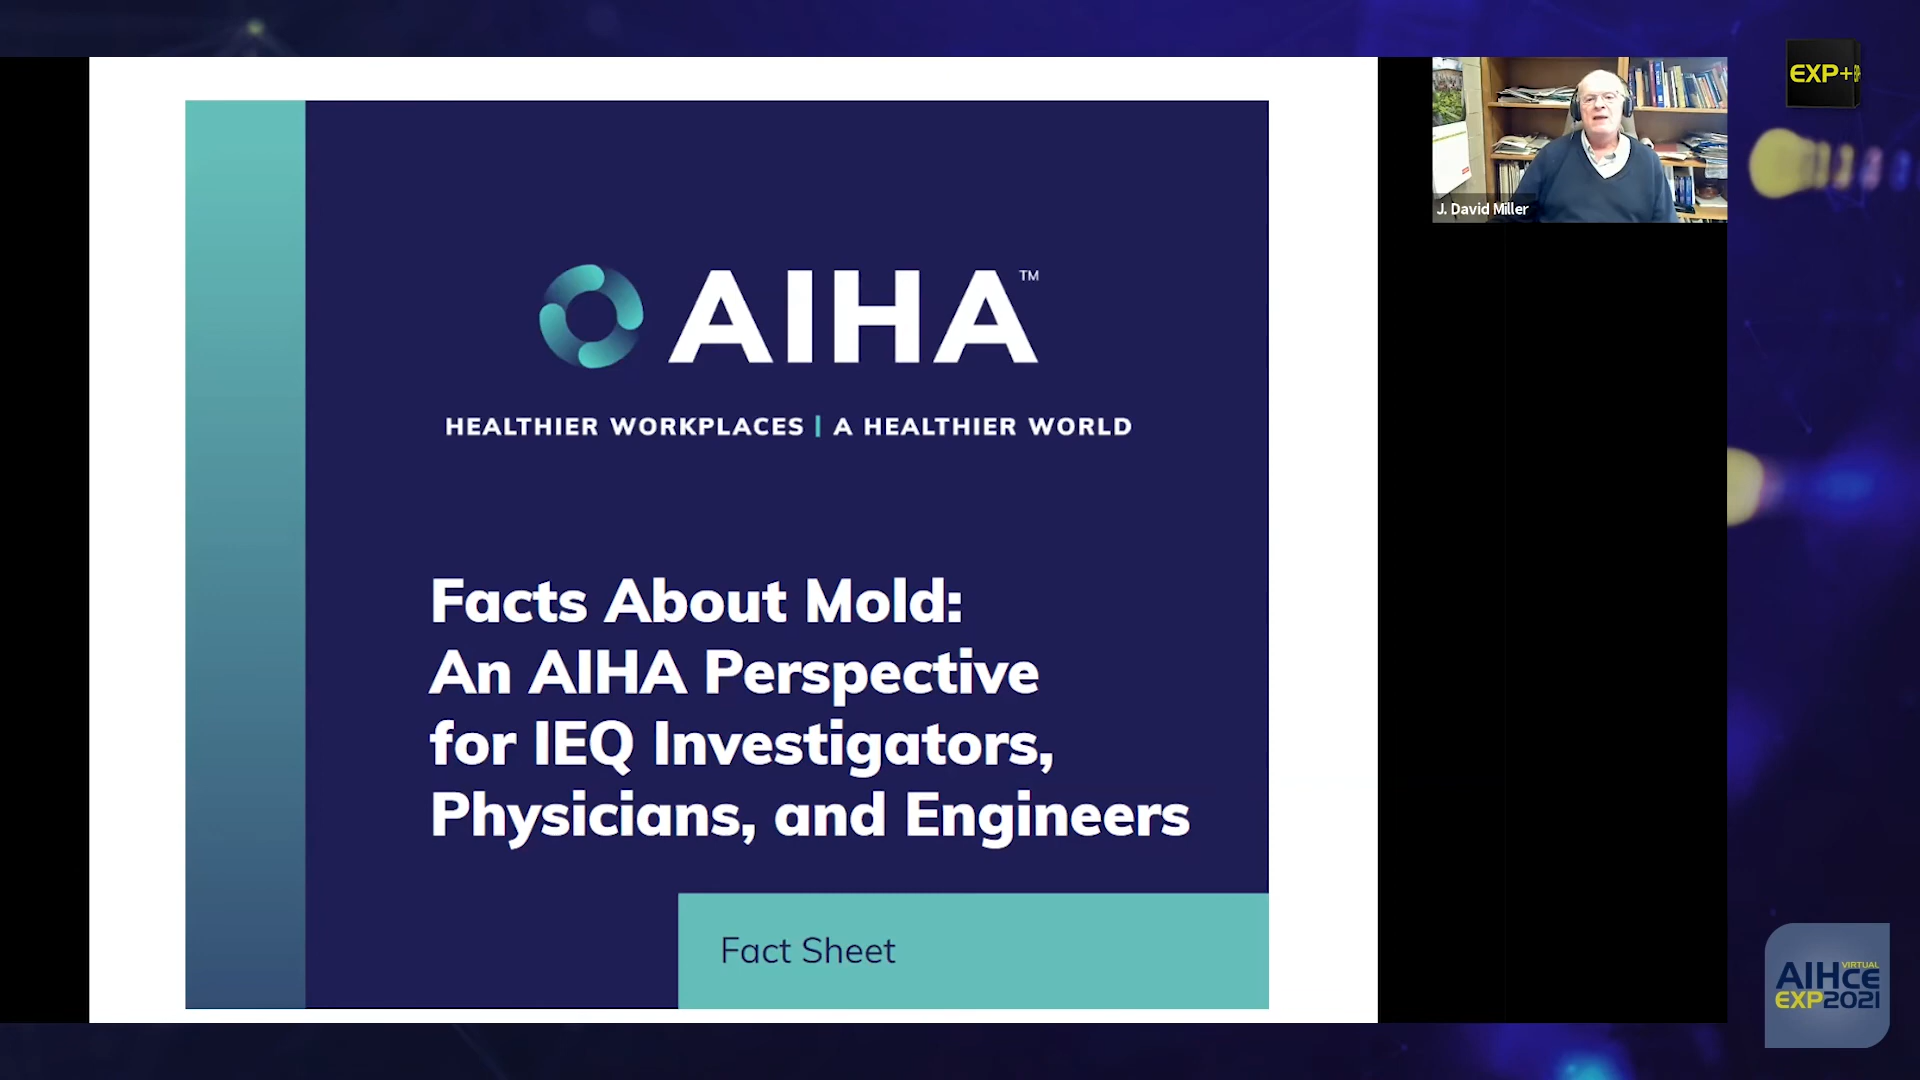 AIHA™
HEALTHIER WORKPLACES | A HEALTHIER WORLD
Facts About Mold:
An AIHA Perspective
for IEQ Investigators,
Physicians, and Engineers
Fact Sheet
J. David Miller
EXP+
VIRTUAL
AIHce
EXP2021